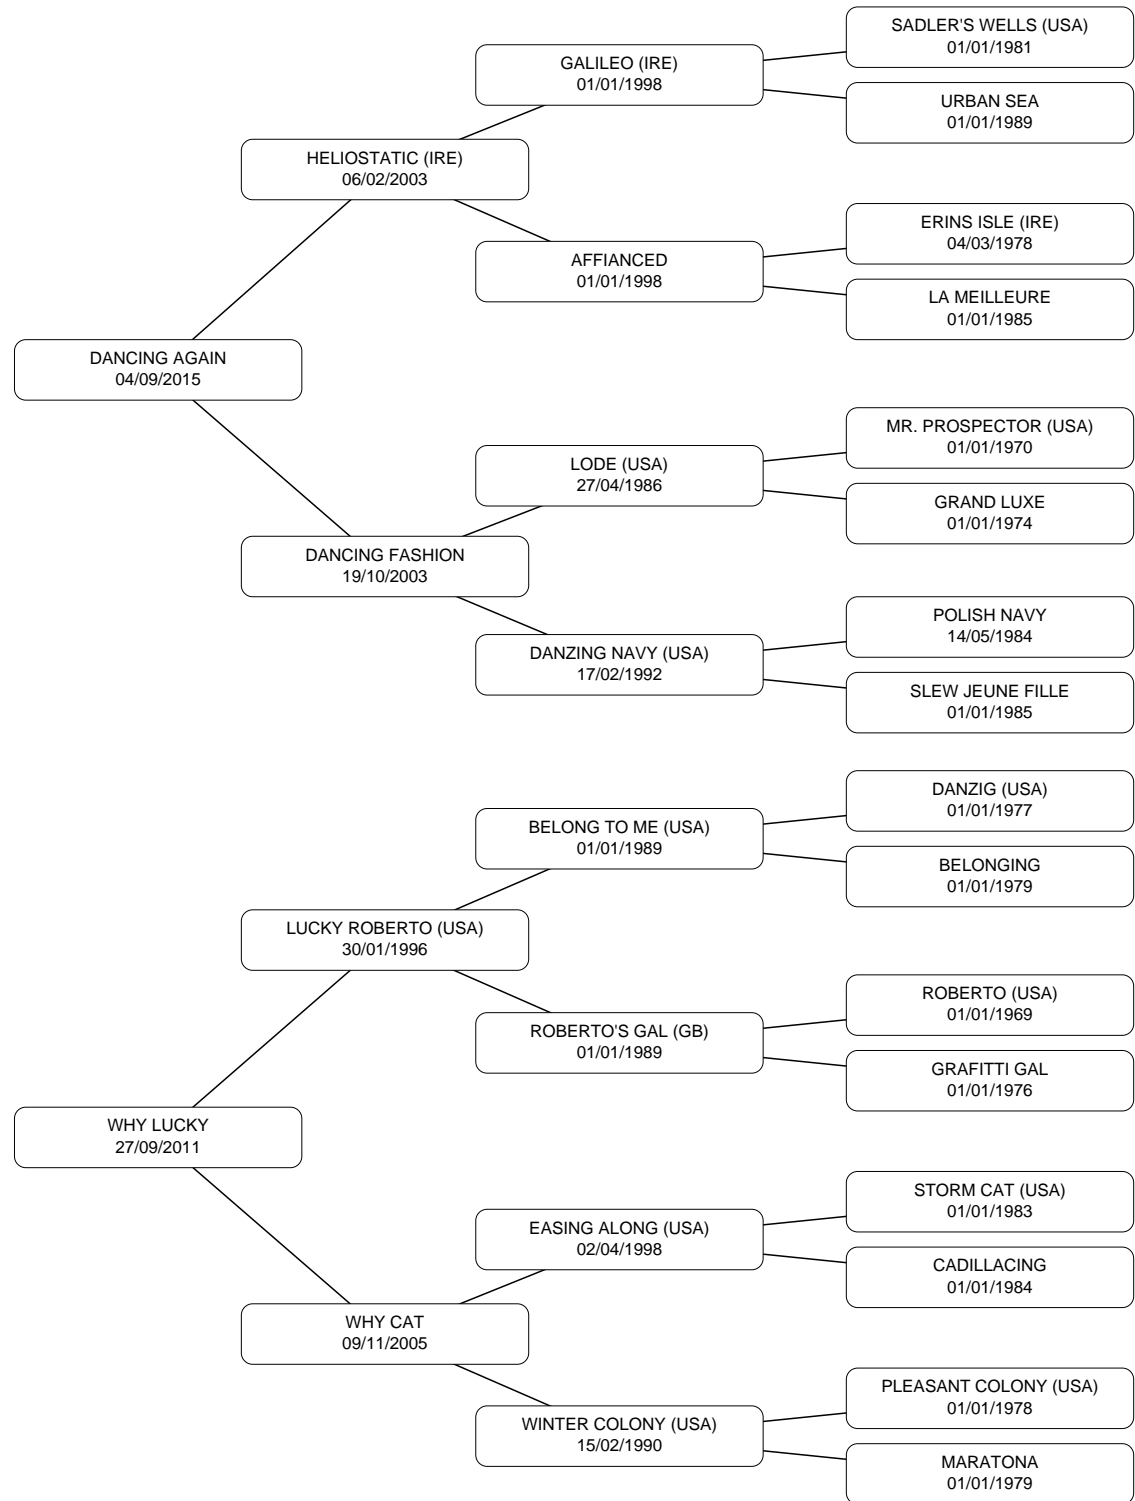 SADLER'S WELLS (USA)
01/01/1981
GALILEO (IRE)
01/01/1998
URBAN SEA
01/01/1989
HELIOSTATIC (IRE)
06/02/2003
ERINS ISLE (IRE)
04/03/1978
AFFIANCED
01/01/1998
LA MEILLEURE
01/01/1985
DANCING AGAIN
04/09/2015
MR. PROSPECTOR (USA)
01/01/1970
LODE (USA)
27/04/1986
GRAND LUXE
01/01/1974
DANCING FASHION
19/10/2003
POLISH NAVY
14/05/1984
DANZING NAVY (USA)
17/02/1992
SLEW JEUNE FILLE
01/01/1985
DANZIG (USA)
01/01/1977
BELONG TO ME (USA)
01/01/1989
BELONGING
01/01/1979
LUCKY ROBERTO (USA)
30/01/1996
ROBERTO (USA)
01/01/1969
ROBERTO'S GAL (GB)
01/01/1989
GRAFITTI GAL
01/01/1976
WHY LUCKY
27/09/2011
STORM CAT (USA)
01/01/1983
EASING ALONG (USA)
02/04/1998
CADILLACING
01/01/1984
WHY CAT
09/11/2005
PLEASANT COLONY (USA)
01/01/1978
WINTER COLONY (USA)
15/02/1990
MARATONA
01/01/1979